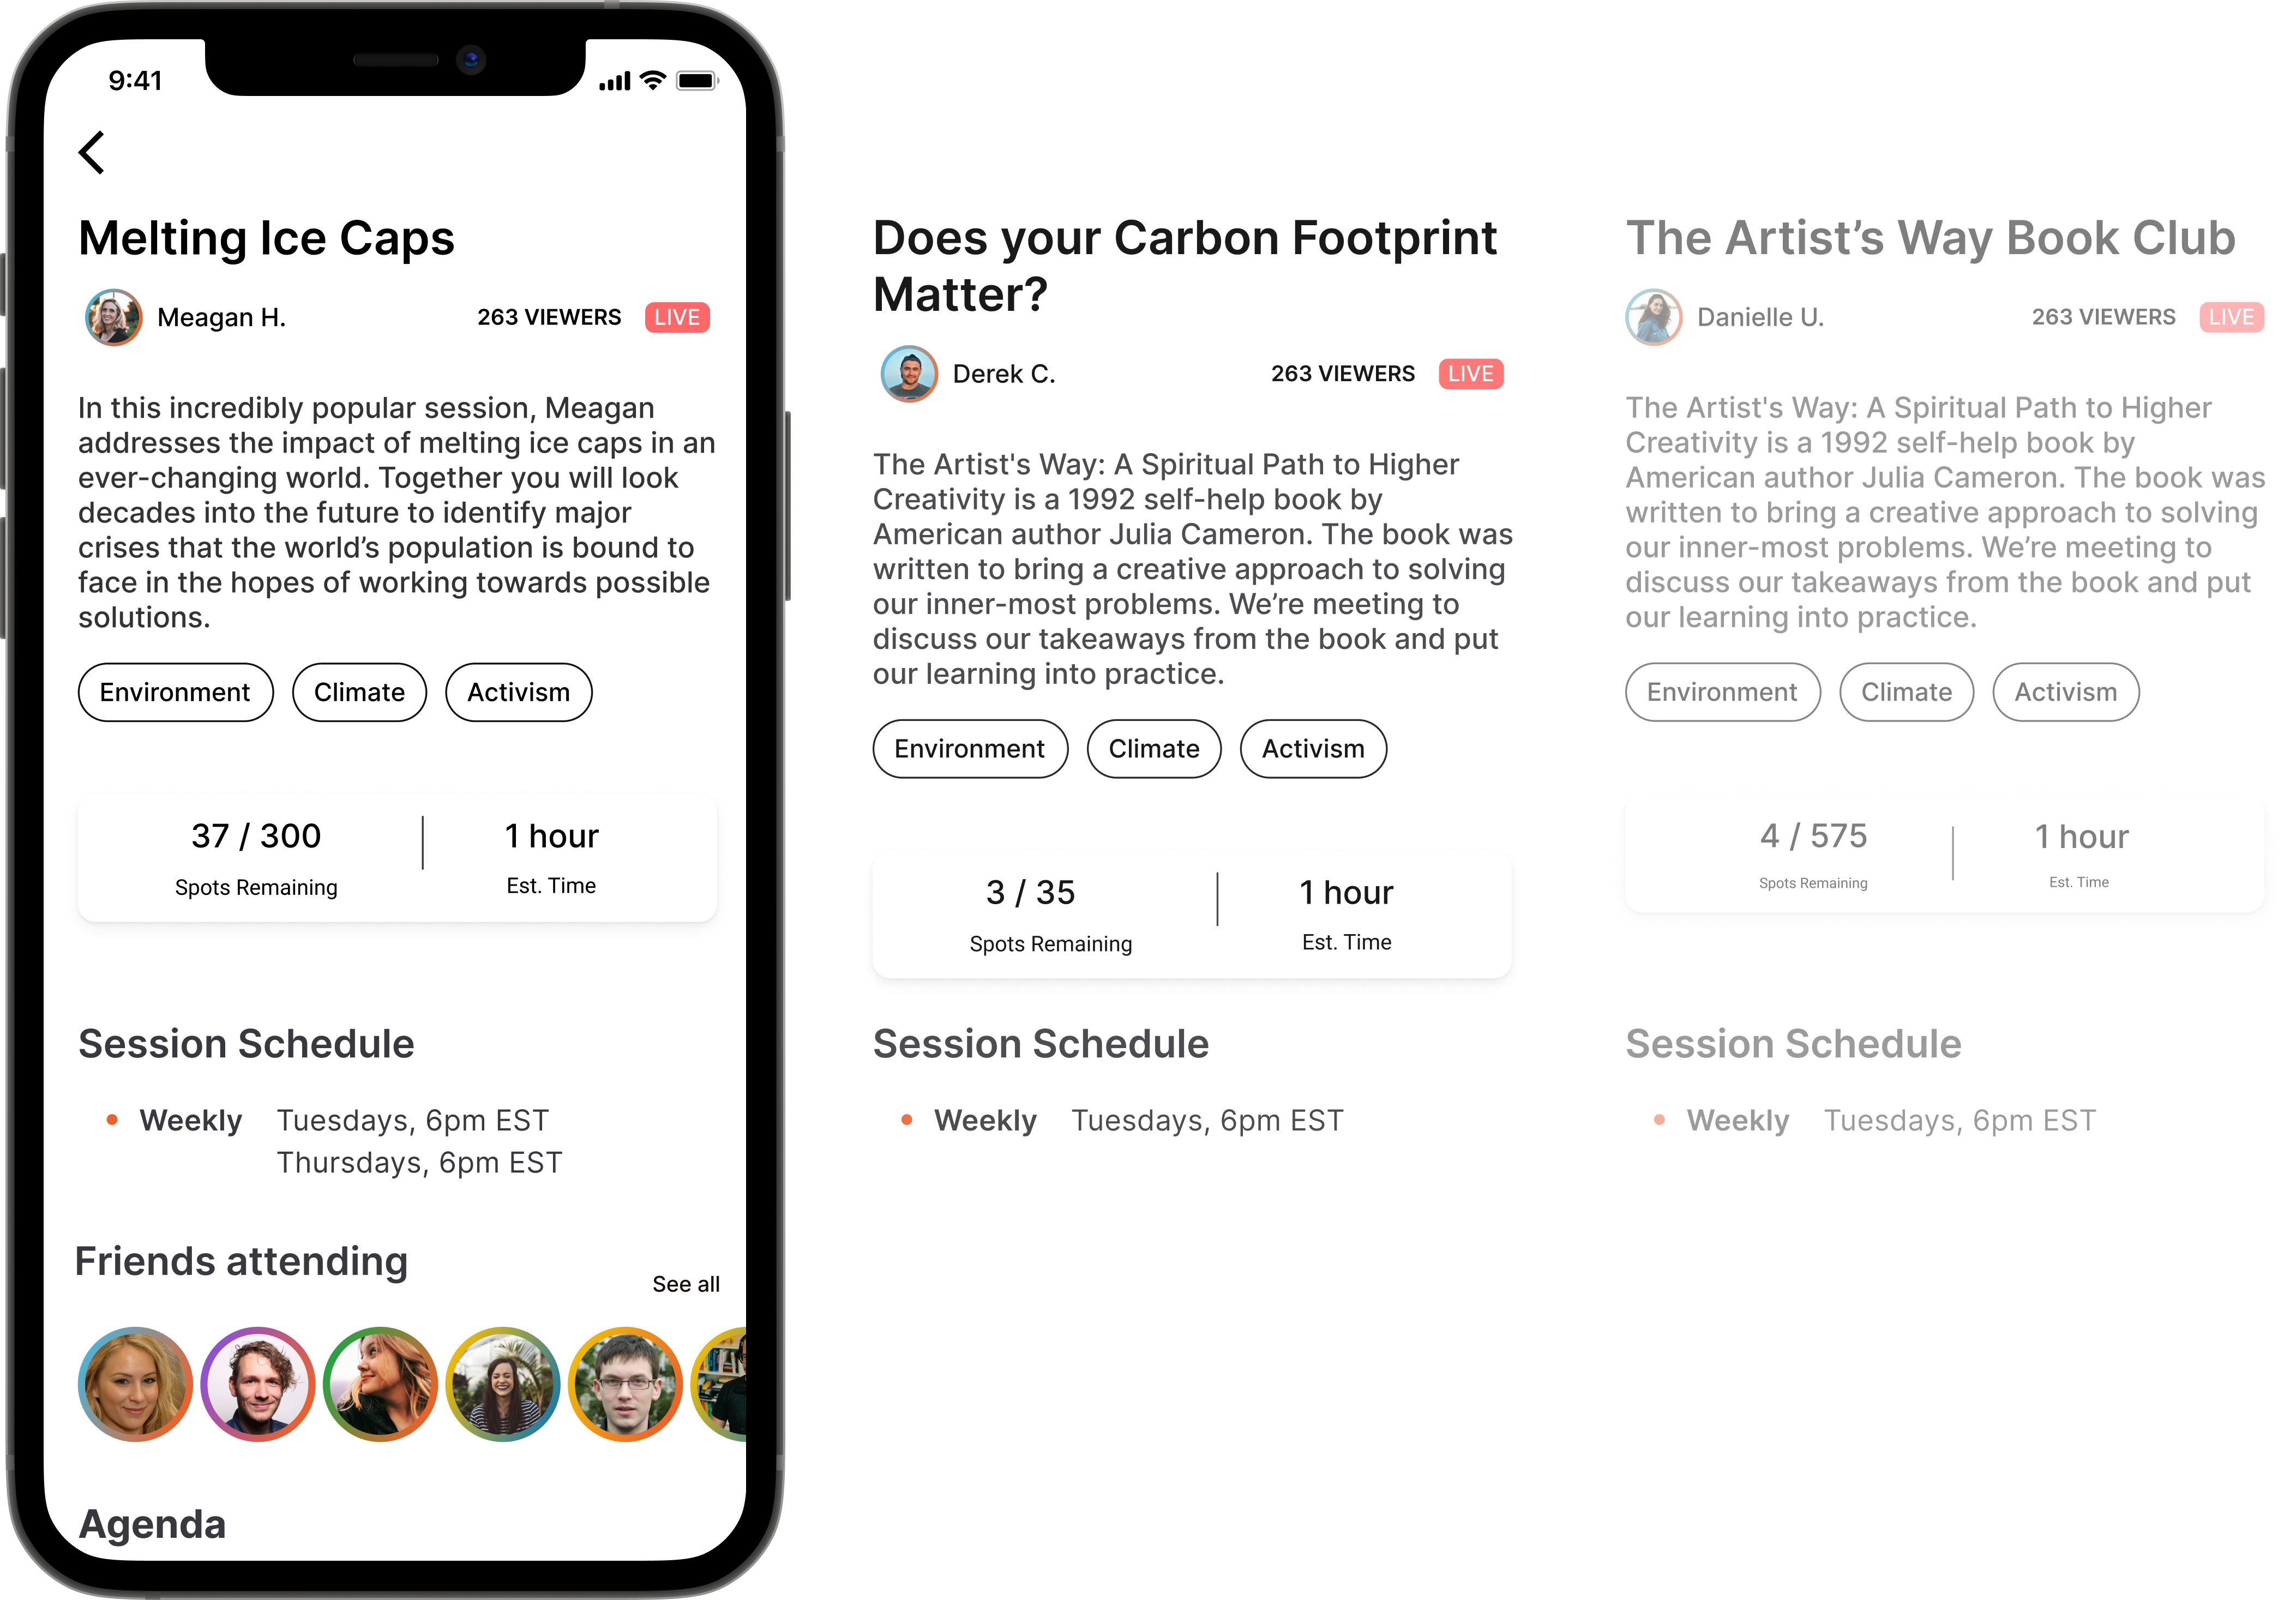 9:41
Melting Ice Caps
Meagan H.
263 VIEWERS
LIVE
In this incredibly popular session, Meagan
addresses the impact of melting ice caps in an
ever-changing world. Together you will look
decades into the future to identify major
crises that the world’s population is bound to
face in the hopes of working towards possible
solutions.
Environment
Climate
Activism
37 / 300
Spots Remaining
1 hour
Est. Time
Session Schedule
Weekly
Tuesdays, 6pm EST
Thursdays, 6pm EST
Friends attending
See all
Agenda
Does your Carbon Footprint
Matter?
Derek C.
263 VIEWERS
LIVE
The Artist's Way: A Spiritual Path to Higher
Creativity is a 1992 self-help book by
American author Julia Cameron. The book was
written to bring a creative approach to solving
our inner-most problems. We’re meeting to
discuss our takeaways from the book and put
our learning into practice.
Environment
Climate
Activism
3 / 35
Spots Remaining
1 hour
Est. Time
Session Schedule
Weekly
Tuesdays, 6pm EST
The Artist’s Way Book Club
Danielle U.
263 VIEWERS
LIVE
The Artist's Way: A Spiritual Path to Higher
Creativity is a 1992 self-help book by
American author Julia Cameron. The book was
written to bring a creative approach to solving
our inner-most problems. We’re meeting to
discuss our takeaways from the book and put
our learning into practice.
Environment
Climate
Activism
4 / 575
Spots Remaining
1 hour
Est. Time
Session Schedule
Weekly
Tuesdays, 6pm EST